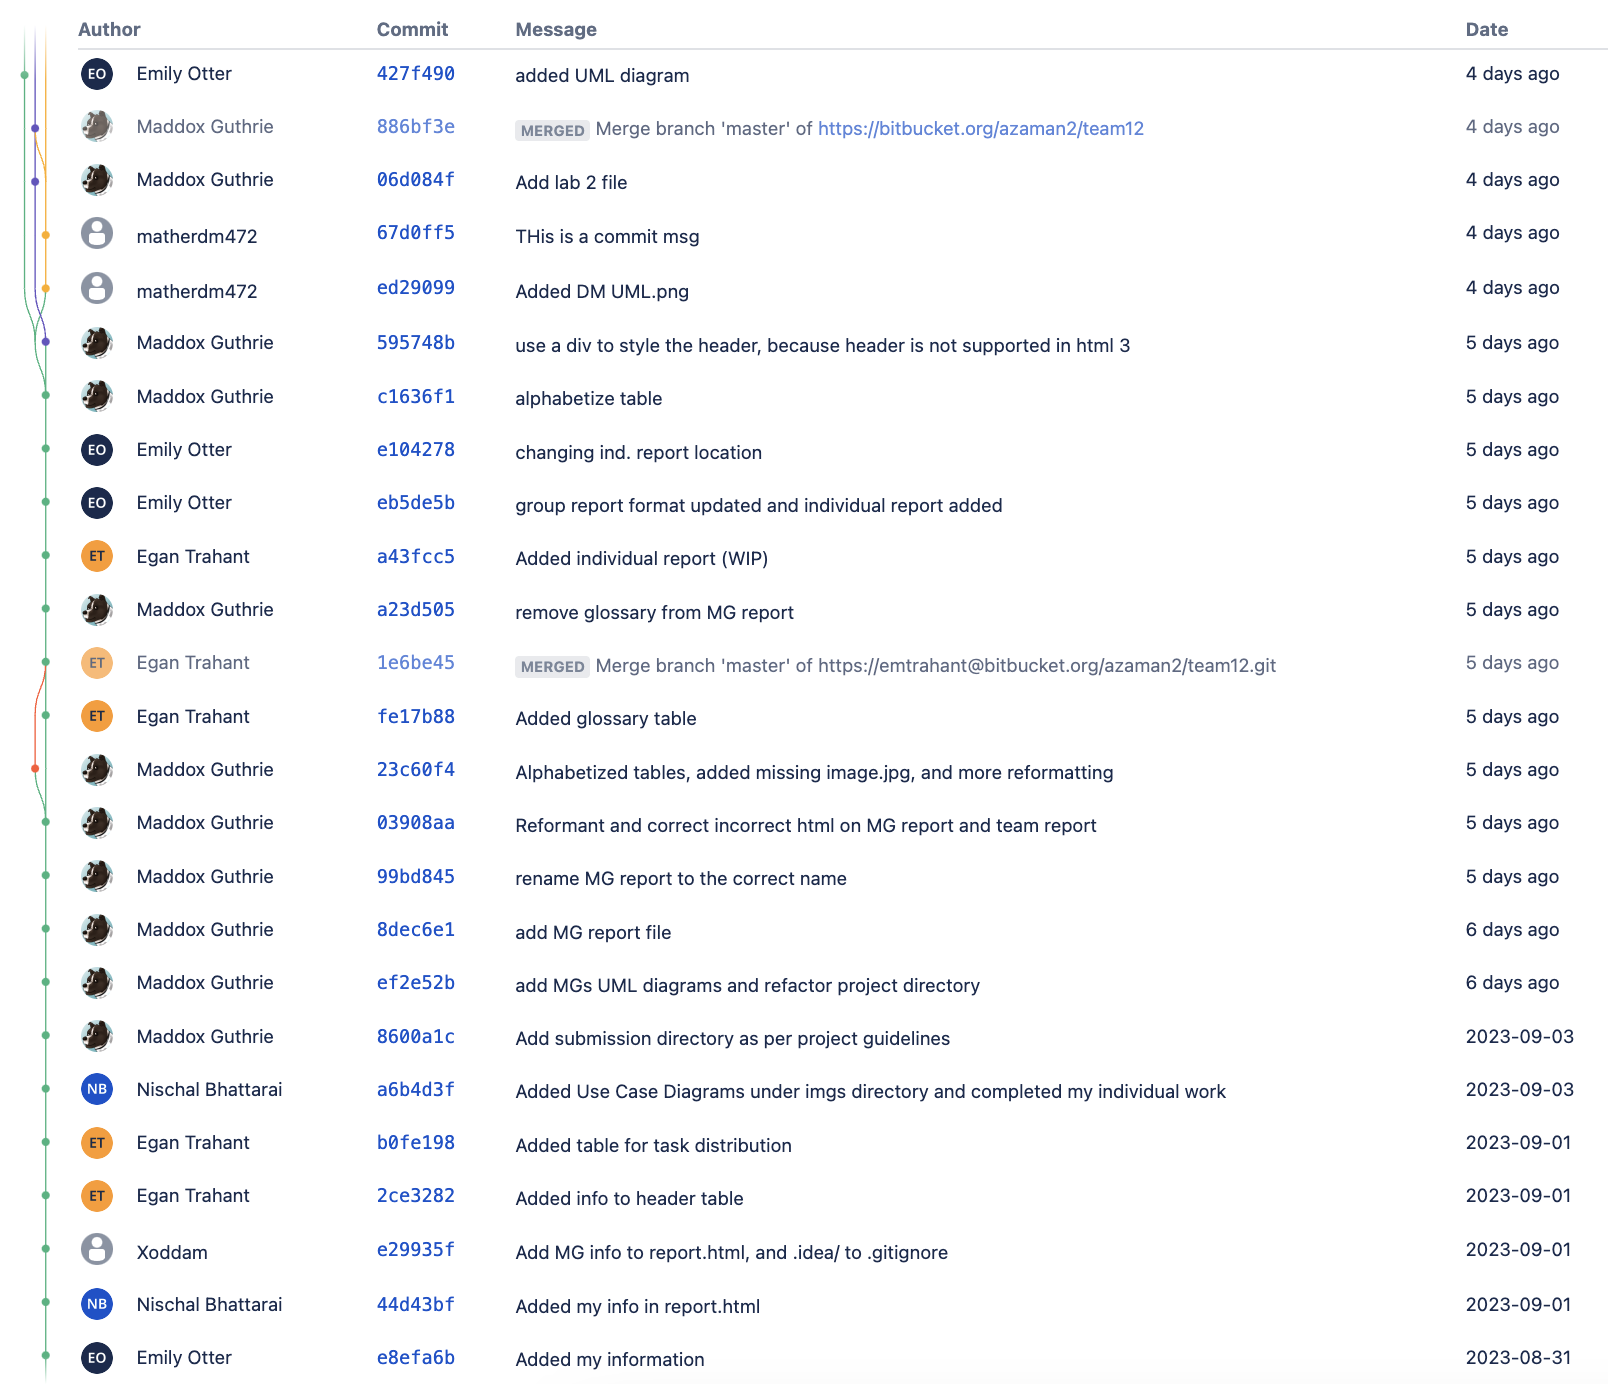 Author Commit Message Date
EO Emily Otter 427f490 added UML diagram 4 days ago
Maddox Guthrie 886bf3e MERGED Merge branch 'master' of https://bitbucket.org/azaman2/team12 4 days ago
Maddox Guthrie 06d084f Add lab 2 file 4 days ago
matherdm472 67d0ff5 THis is a commit msg 4 days ago
matherdm472 ed29099 Added DM UML.png 4 days ago
Maddox Guthrie 595748b use a div to style the header, because header is not supported in html 3 5 days ago
Maddox Guthrie c1636f1 alphabetize table 5 days ago
EO Emily Otter e104278 changing ind. report location 5 days ago
EO Emily Otter eb5de5b group report format updated and individual report added 5 days ago
ET Egan Trahant a43fcc5 Added individual report (WIP) 5 days ago
Maddox Guthrie a23d505 remove glossary from MG report 5 days ago
ET Egan Trahant 1e6be45 MERGED Merge branch 'master' of https://emtrahant@bitbucket.org/azaman2/team12.git 5 days ago
ET Egan Trahant fe17b88 Added glossary table 5 days ago
Maddox Guthrie 23c60f4 Alphabetized tables, added missing image.jpg, and more reformatting 5 days ago
Maddox Guthrie 03908aa Reformant and correct incorrect html on MG report and team report 5 days ago
Maddox Guthrie 99bd845 rename MG report to the correct name 5 days ago
Maddox Guthrie 8dec6e1 add MG report file 6 days ago
Maddox Guthrie ef2e52b add MGs UML diagrams and refactor project directory 6 days ago
Maddox Guthrie 8600a1c Add submission directory as per project guidelines 2023-09-03
NB Nischal Bhattarai a6b4d3f Added Use Case Diagrams under imgs directory and completed my individual work 2023-09-03
ET Egan Trahant b0fe198 Added table for task distribution 2023-09-01
ET Egan Trahant 2ce3282 Added info to header table 2023-09-01
Xoddam e29935f Add MG info to report.html, and .idea/ to .gitignore 2023-09-01
NB Nischal Bhattarai 44d43bf Added my info in report.html 2023-09-01
EO Emily Otter e8efa6b Added my information 2023-08-31